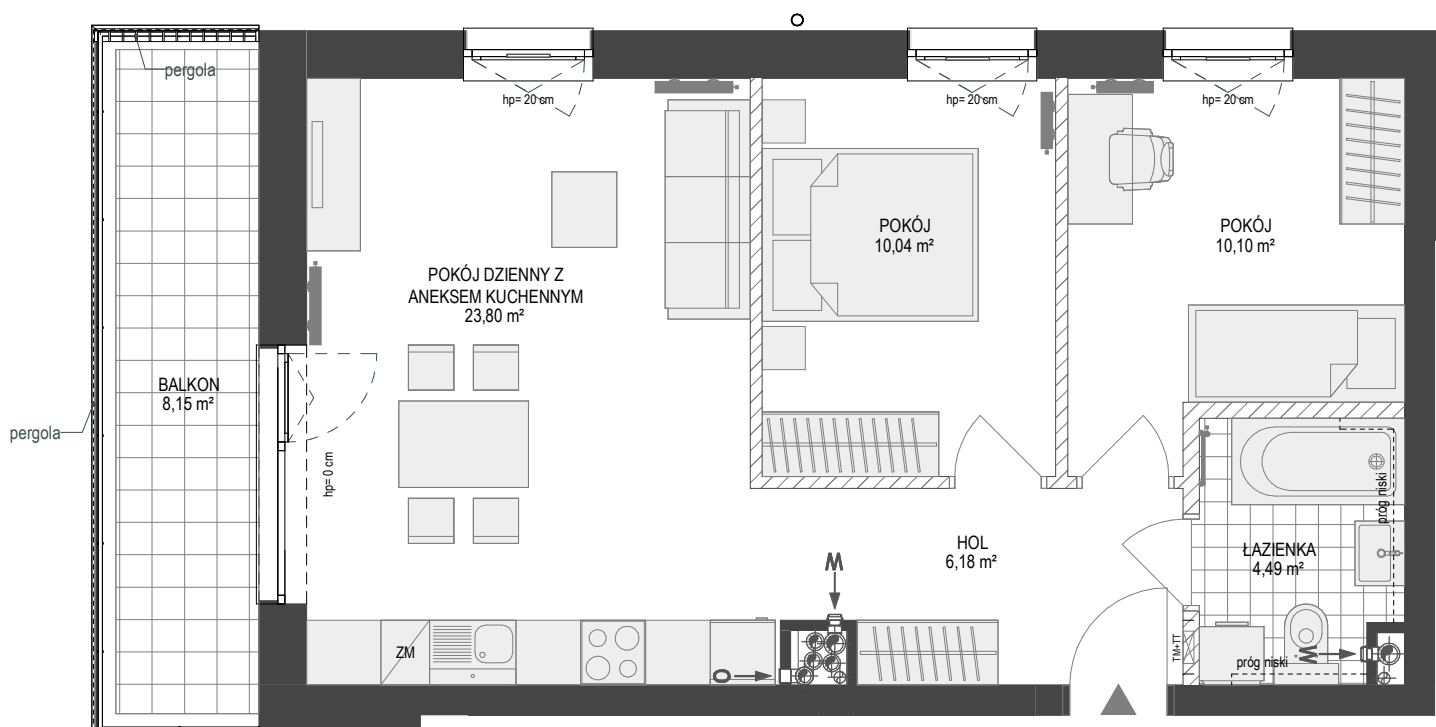 pergola
hp= 20 cm
hp= 20 cm
hp= 20 cm
POKÓJ
10,04 m²
POKÓJ
10,10 m²
POKÓJ DZIENNY Z
ANEKSEM KUCHENNYM
23,80 m²
BALKON
8,15 m²
pergola
hp= 0 cm
próg niski
HOL
6,18 m²
ŁAZIENKA
4,49 m²
M
ZM
O
TM+TT
próg niski
W